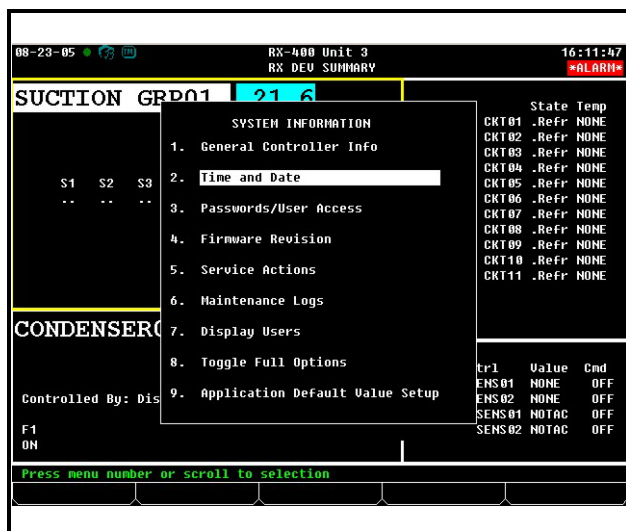 08-23-05 RX-400 Unit 3 16:11:47
RX DEV SUMMARY *ALARM*
SUCTION GRP01 21.6
State Temp
CKT01 .Refr NONE
CKT02 .Refr NONE
CKT03 .Refr NONE
CKT04 .Refr NONE
CKT05 .Refr NONE
CKT06 .Refr NONE
CKT07 .Refr NONE
CKT08 .Refr NONE
CKT09 .Refr NONE
CKT10 .Refr NONE
CKT11 .Refr NONE
S1 S2 S3
.. .. ..
SYSTEM INFORMATION
1. General Controller Info
2. Time and Date
3. Passwords/User Access
4. Firmware Revision
5. Service Actions
6. Maintenance Logs
7. Display Users
8. Toggle Full Options
9. Application Default Value Setup
CONDENSER
Controlled By: Dis
F1
ON
trl Value Cmd
ENS01 NONE OFF
ENS02 NONE OFF
SENS01 NOTAC OFF
SENS02 NOTAC OFF
Press menu number or scroll to selection